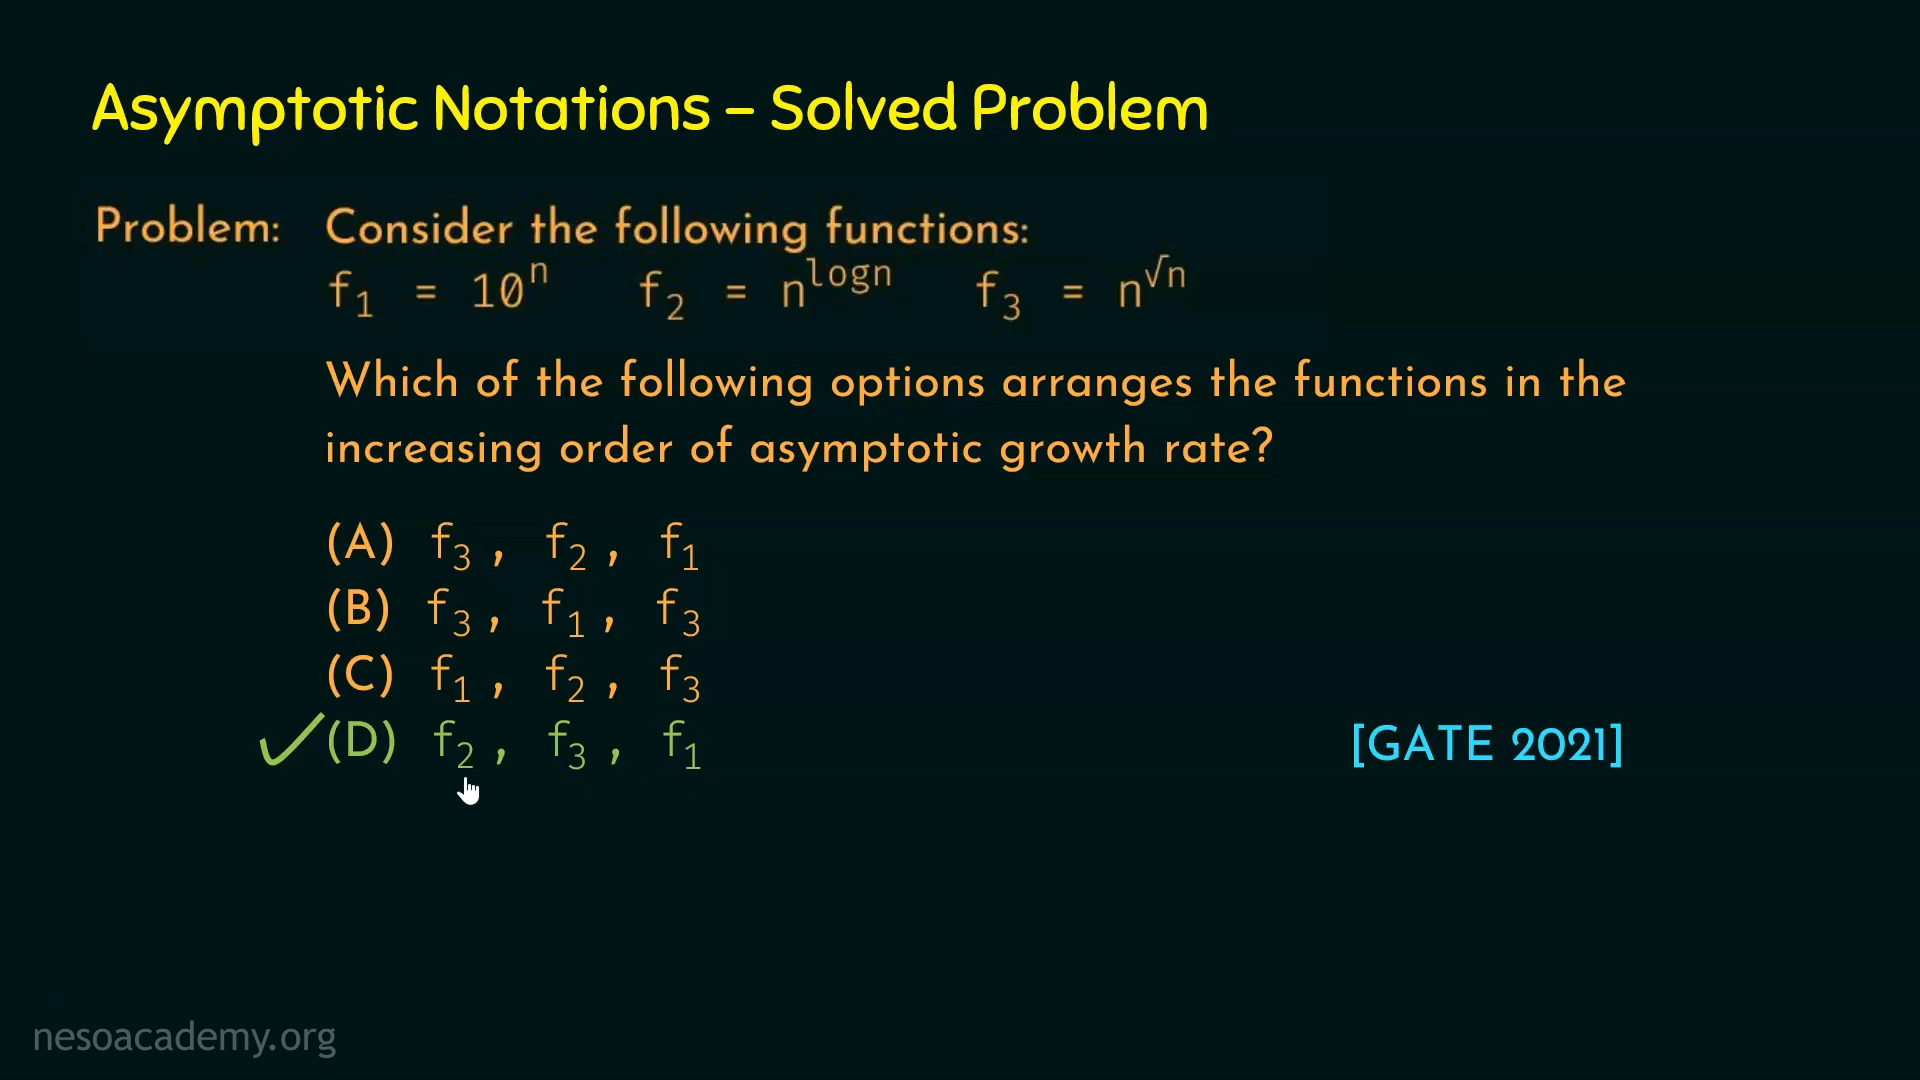 Asymptotic Notations – Solved Problem
Problem: Consider the following functions:
f₁ = 10ⁿ f₂ = n^logn f₃ = n^√n
Which of the following options arranges the functions in the
increasing order of asymptotic growth rate?
(A) f₃ , f₂ , f₁
(B) f₃ , f₁ , f₃
(C) f₁ , f₂ , f₃
✓(D) f₂ , f₃ , f₁
[GATE 2021]
nesoacademy.org